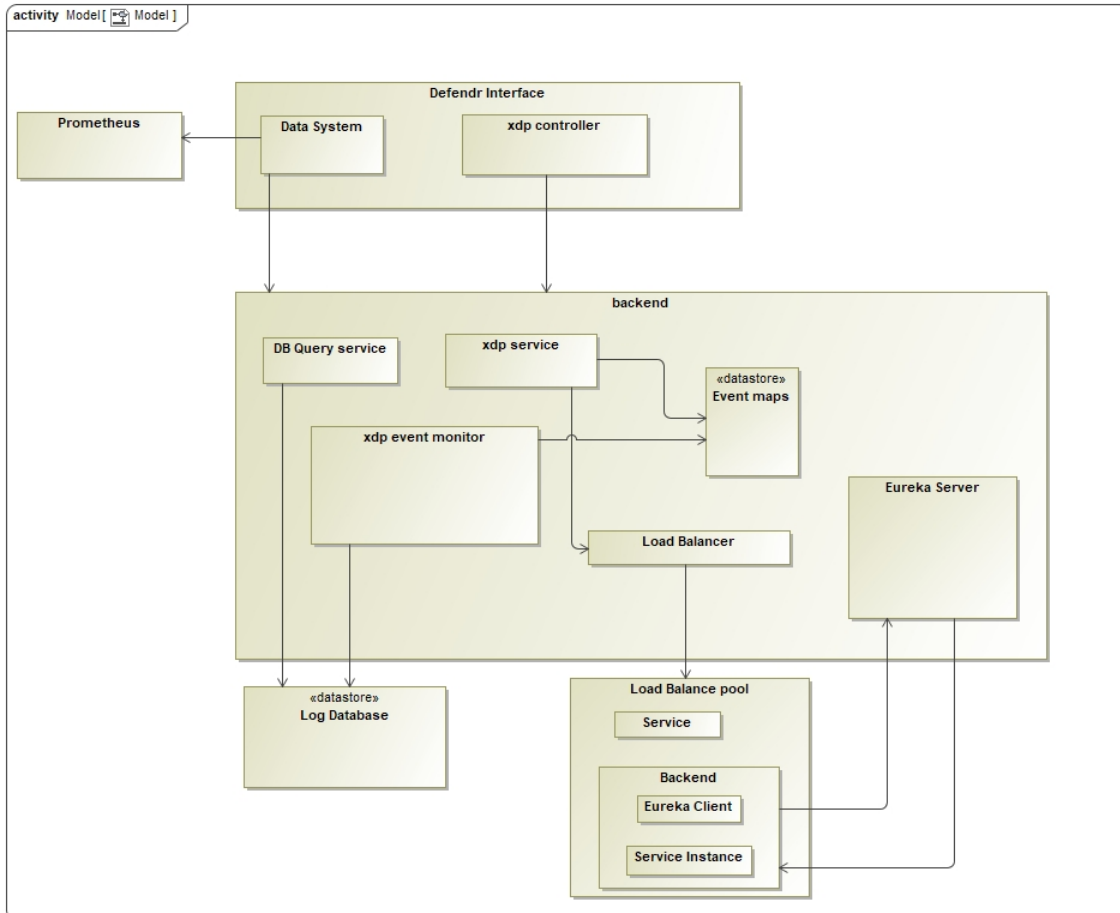 activity Model[ Model ]
Defendr Interface
Prometheus
Data System
xdp controller
backend
DB Query service
xdp service
«datastore»
Event maps
xdp event monitor
Eureka Server
Load Balancer
«datastore»
Log Database
Load Balance pool
Service
Backend
Eureka Client
Service Instance